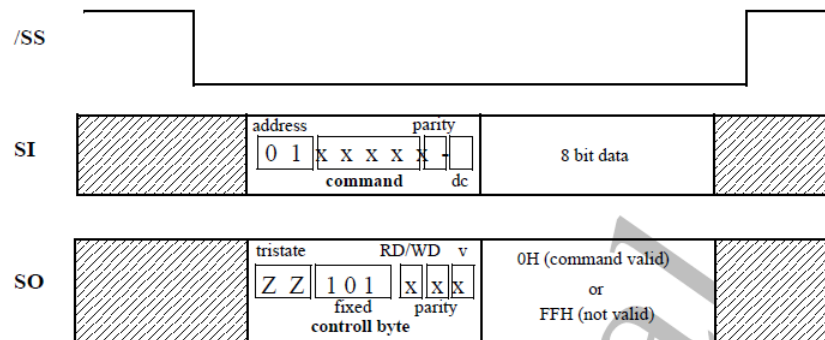 /SS
address parity
SI
0 1 x x x x x -
8 bit data
command dc
tristate RD/WD v
0H (command valid)
SO
Z Z 1 0 1 x x x
or
fixed parity
FFH (not valid)
controll byte